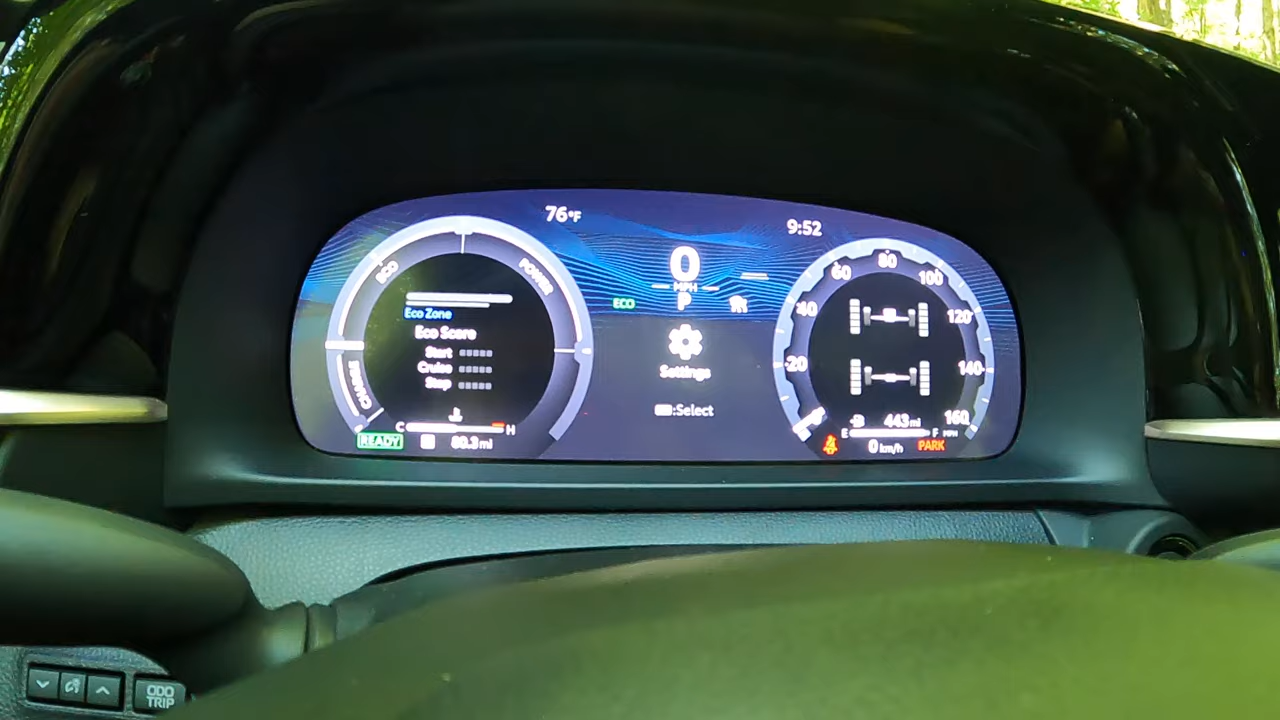 76°F
9:52
ECO
POWER
CHARGE
Eco Zone
Eco Score
Start
Cruise
Stop
C
H
READY
80.3 mi
0
MPH
P
ECO
Settings
:Select
20
40
60
80
100
120
140
160
MPH
443 mi
E
F
0 km/h
PARK
ODO
TRIP